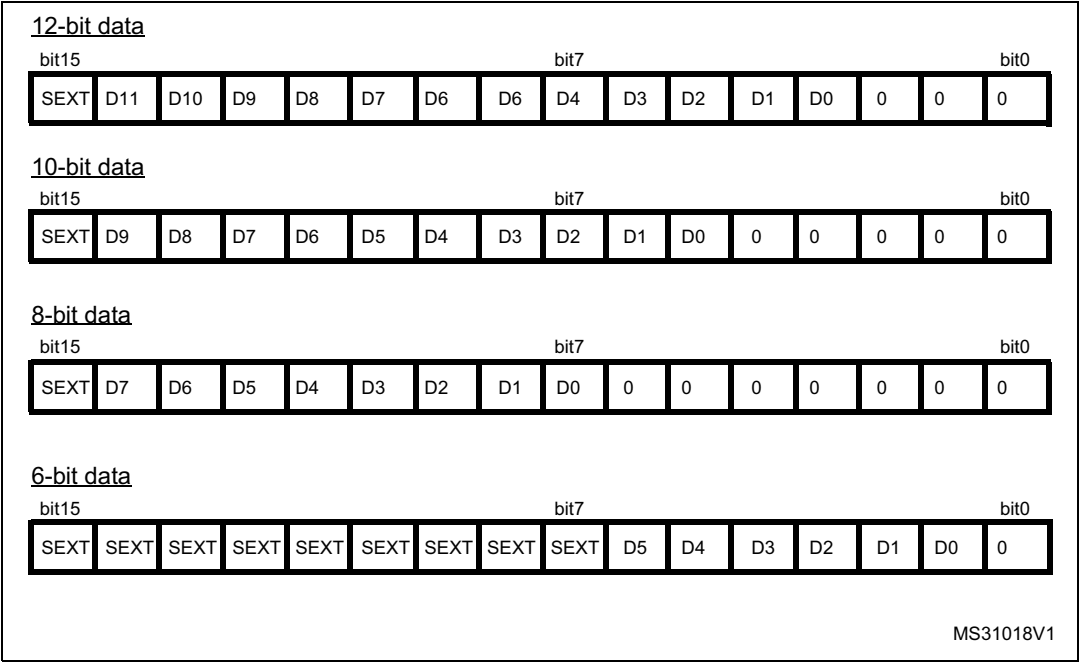 12-bit data
bit15 bit7 bit0
SEXT D11 D10 D9 D8 D7 D6 D6 D4 D3 D2 D1 D0 0 0 0
10-bit data
bit15 bit7 bit0
SEXT D9 D8 D7 D6 D5 D4 D3 D2 D1 D0 0 0 0 0 0
8-bit data
bit15 bit7 bit0
SEXT D7 D6 D5 D4 D3 D2 D1 D0 0 0 0 0 0 0 0
6-bit data
bit15 bit7 bit0
SEXT SEXT SEXT SEXT SEXT SEXT SEXT SEXT SEXT D5 D4 D3 D2 D1 D0 0
MS31018V1